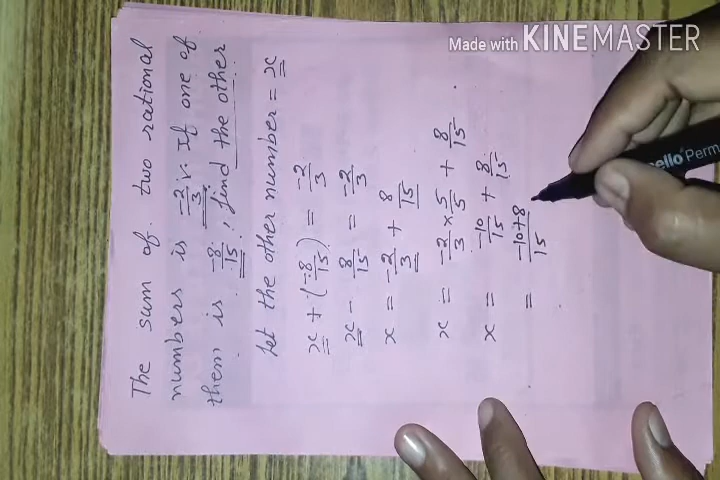 Made with KINEMASTER
The sum of two rational
numbers is -2/3. If one of
them is -8/15, find the other
Let the other number = x
x + (-8/15) = -2/3
x - 8/15 = -2/3
x = -2/3 + 8/15
x = -2/3 × 5/5 + 8/15
x = -10/15 + 8/15
= -10+8/15
ello Perm